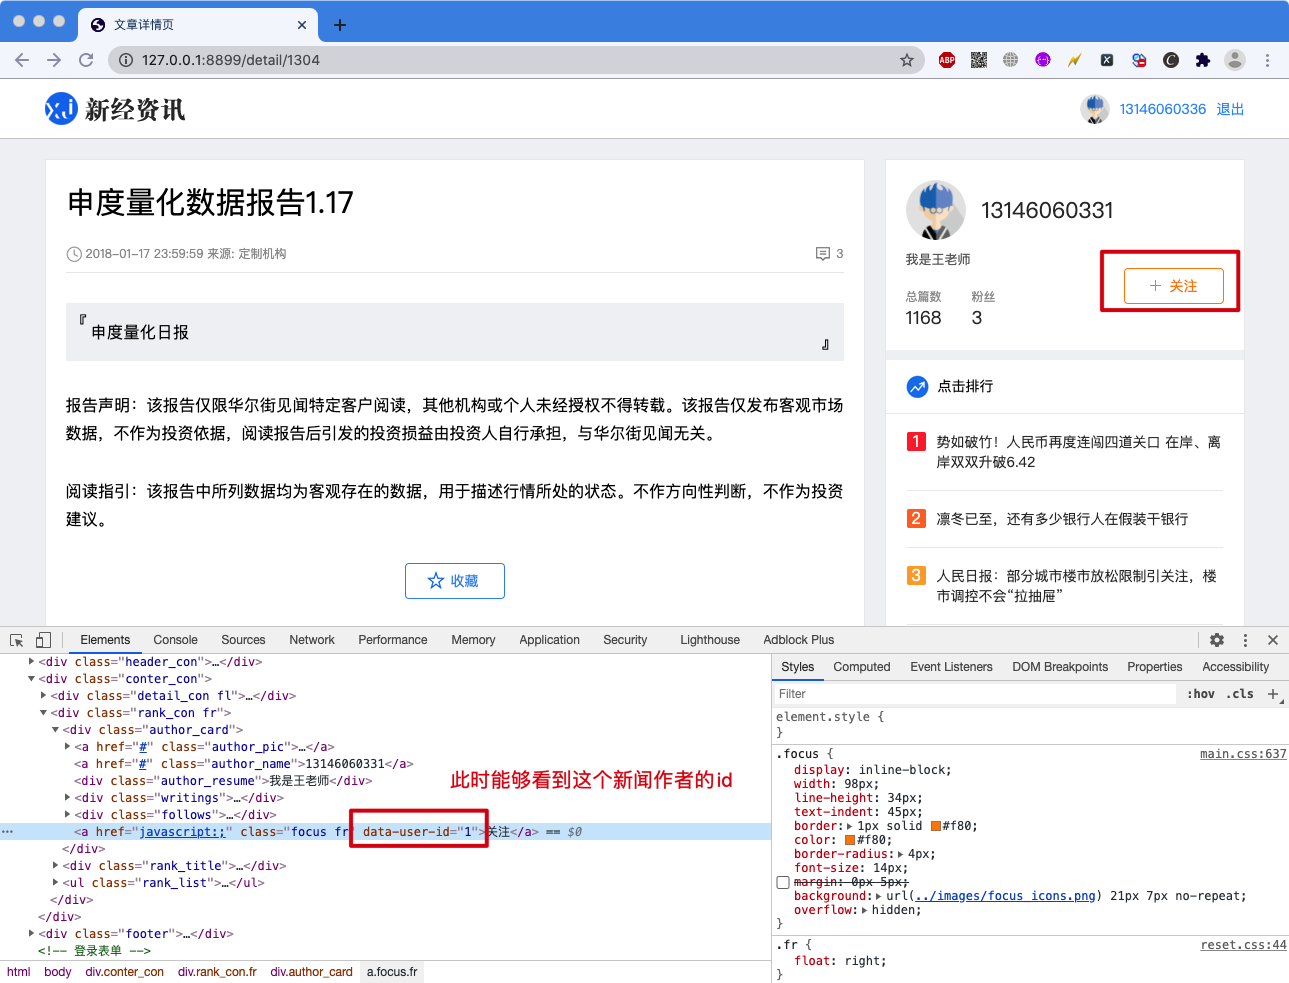 文章详情页
127.0.0.1:8899/detail/1304
ABP
新经资讯
13146060336 退出
申度量化数据报告1.17
2018-01-17 23:59:59 来源: 定制机构
3
『
申度量化日报
』
报告声明：该报告仅限华尔街见闻特定客户阅读，其他机构或个人未经授权不得转载。该报告仅发布客观市场
数据，不作为投资依据，阅读报告后引发的投资损益由投资人自行承担，与华尔街见闻无关。
阅读指引：该报告中所列数据均为客观存在的数据，用于描述行情所处的状态。不作方向性判断，不作为投资
建议。
收藏
13146060331
我是王老师
总篇数 粉丝
1168 3
+ 关注
点击排行
1 势如破竹！人民币再度连闯四道关口 在岸、离
岸双双升破6.42
2 凛冬已至，还有多少银行人在假装干银行
3 人民日报：部分城市楼市放松限制引关注，楼
市调控不会“拉抽屉”
Elements Console Sources Network Performance Memory Application Security Lighthouse Adblock Plus
<div class="header_con">…</div>
<div class="conter_con">
<div class="detail_con fl">…</div>
<div class="rank_con fr">
<div class="author_card">
<a href="#" class="author_pic">…</a>
<a href="#" class="author_name">13146060331</a>
<div class="author_resume">我是王老师</div>
此时能够看到这个新闻作者的id
<div class="writings">…</div>
<div class="follows">…</div>
<a href="javascript:;" class="focus fr" data-user-id="1">关注</a> == $0
</div>
<div class="rank_title">…</div>
<ul class="rank_list">…</ul>
</div>
</div>
<div class="footer">…</div>
<!-- 登录表单 -->
html body div.conter_con div.rank_con.fr div.author_card a.focus.fr
Styles Computed Event Listeners DOM Breakpoints Properties Accessibility
Filter :hov .cls +
element.style {
}
.focus { main.css:637
display: inline-block;
width: 98px;
line-height: 34px;
text-indent: 45px;
border: 1px solid #f80;
color: #f80;
border-radius: 4px;
font-size: 14px;
margin: 0px 5px;
background: url(../images/focus_icons.png) 21px 7px no-repeat;
overflow: hidden;
}
.fr { reset.css:44
float: right;
}